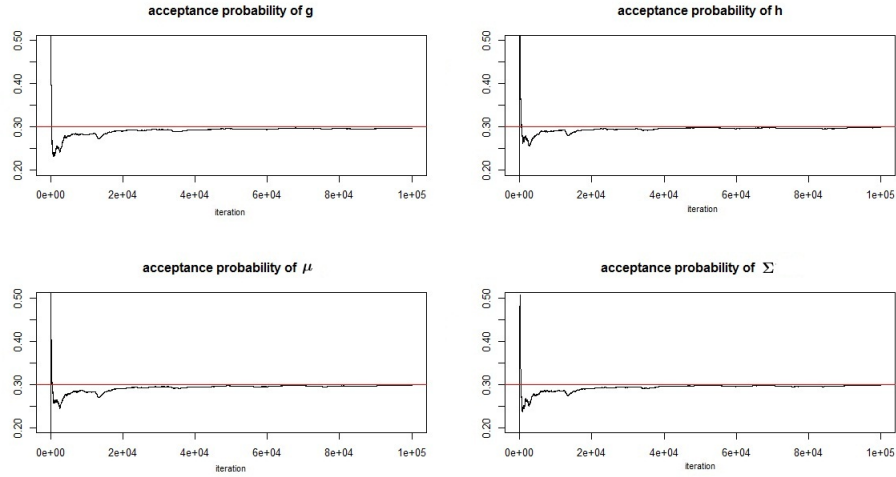 acceptance probability of g
acceptance probability of h
0.50
0.40
0.30
0.20
0e+00 2e+04 4e+04 6e+04 8e+04 1e+05
iteration
0.50
0.40
0.30
0.20
0e+00 2e+04 4e+04 6e+04 8e+04 1e+05
iteration
acceptance probability of μ
acceptance probability of Σ
0.50
0.40
0.30
0.20
0e+00 2e+04 4e+04 6e+04 8e+04 1e+05
iteration
0.50
0.40
0.30
0.20
0e+00 2e+04 4e+04 6e+04 8e+04 1e+05
iteration